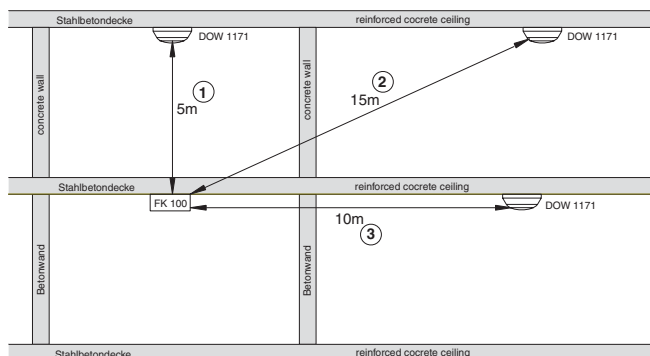 Stahlbetondecke reinforced cocrete ceiling
DOW 1171 DOW 1171
concrete wall
concrete wall
1
5m
2
15m
Stahlbetondecke reinforced cocrete ceiling
FK 100
DOW 1171
10m
3
Betonwand
Betonwand
Stahlbetondecke reinforced cocrete ceiling